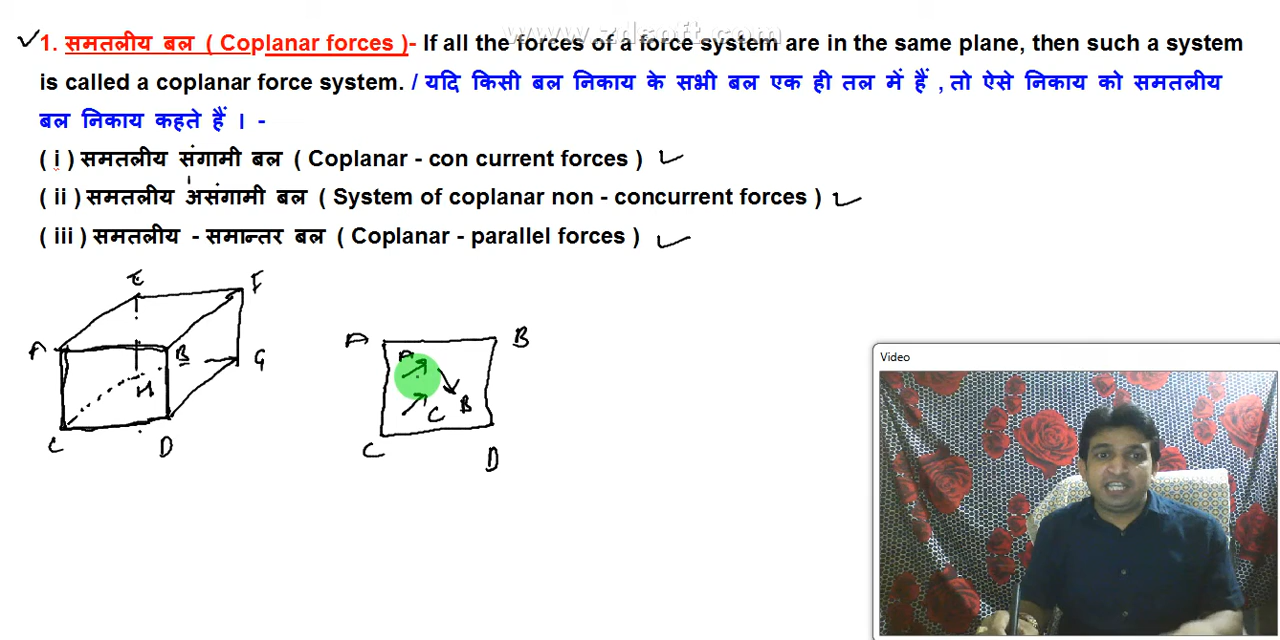 www.zdsoft.com
1. समतलीय बल ( Coplanar forces )- If all the forces of a force system are in the same plane, then such a system
is called a coplanar force system. / यदि किसी बल निकाय के सभी बल एक ही तल में हैं , तो ऐसे निकाय को समतलीय
बल निकाय कहते हैं । -
( i ) समतलीय संगामी बल ( Coplanar - con current forces )
( ii ) समतलीय असंगामी बल ( System of coplanar non - concurrent forces )
( iii ) समतलीय - समान्तर बल ( Coplanar - parallel forces )
E F
A B G
H
C D
A B
A
C B
C D
Video